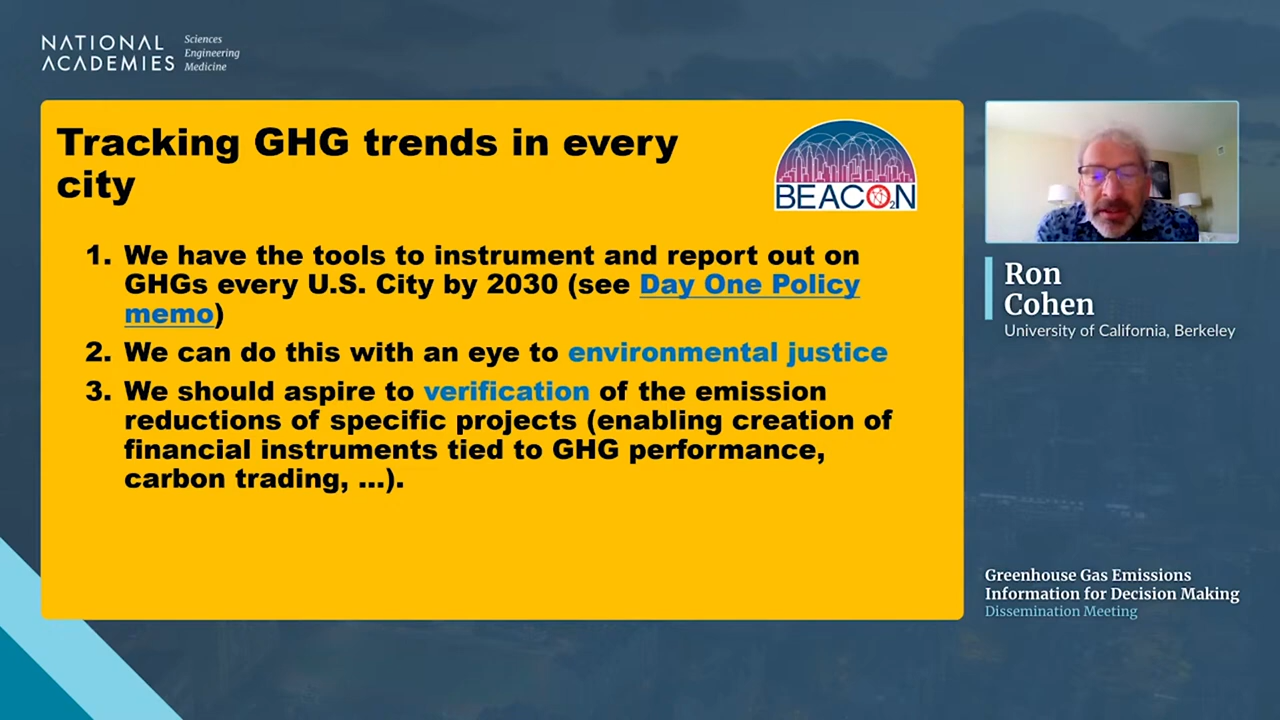 NATIONAL
ACADEMIES
Sciences
Engineering
Medicine
Tracking GHG trends in every
city
BEACO2N
1. We have the tools to instrument and report out on
GHGs every U.S. City by 2030 (see Day One Policy
memo)
2. We can do this with an eye to environmental justice
3. We should aspire to verification of the emission
reductions of specific projects (enabling creation of
financial instruments tied to GHG performance,
carbon trading, ...).
Ron
Cohen
University of California, Berkeley
Greenhouse Gas Emissions
Information for Decision Making
Dissemination Meeting